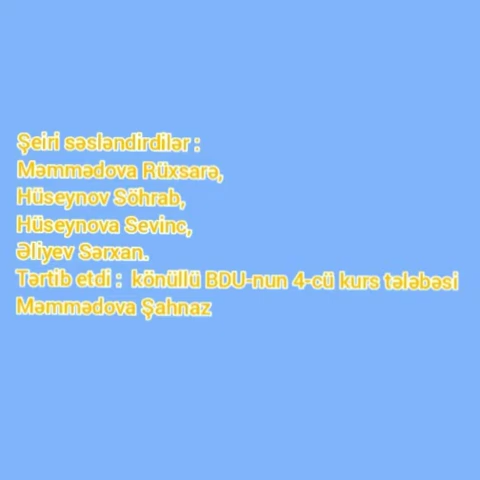 Şeiri səsləndirdilər :
Məmmədova Rüxsarə,
Hüseynov Söhrab,
Hüseynova Sevinc,
Əliyev Sərxan.
Tərtib etdi : könüllü BDU-nun 4-cü kurs tələbəsi
Məmmədova Şahnaz